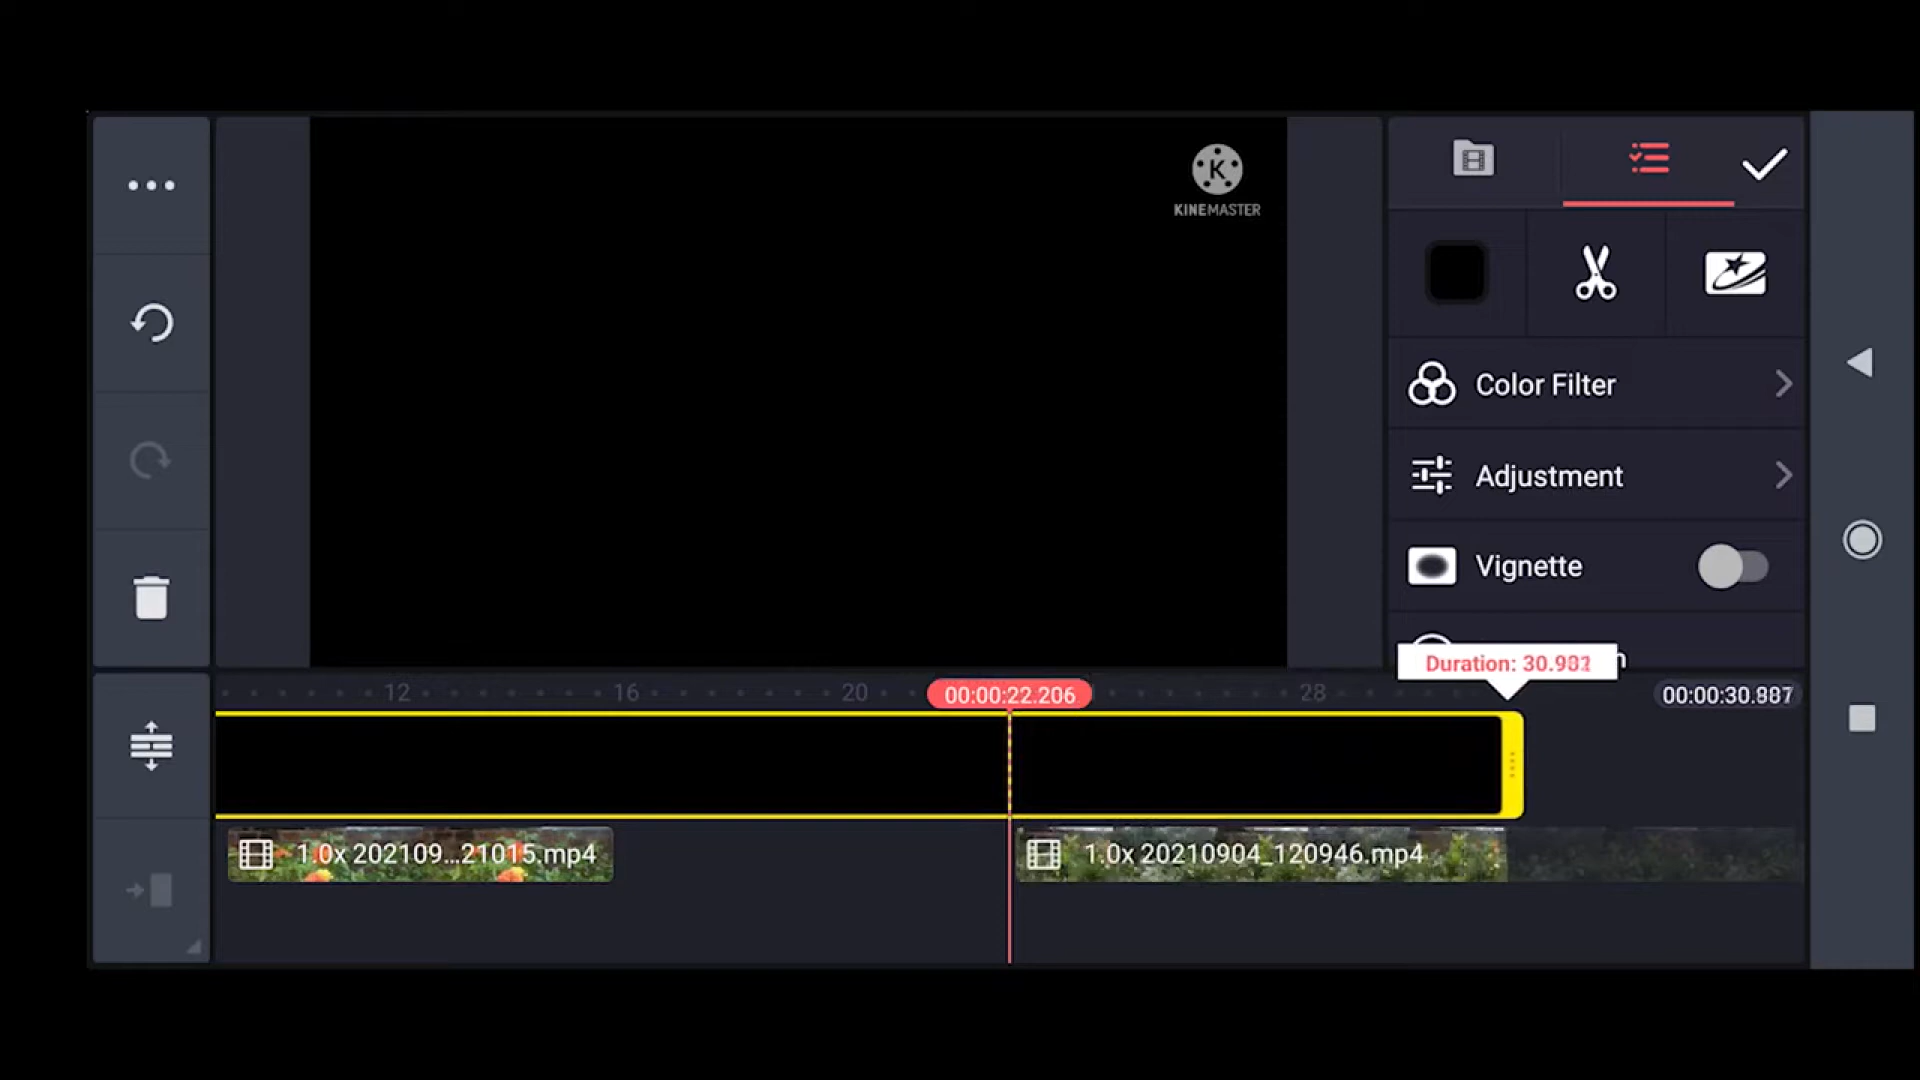 K
KINEMASTER
Color Filter
Adjustment
Vignette
Duration: 30.982
12
16
20
00:00:22.206
28
00:00:30.887
1.0x 202109...21015.mp4
1.0x 20210904_120946.mp4